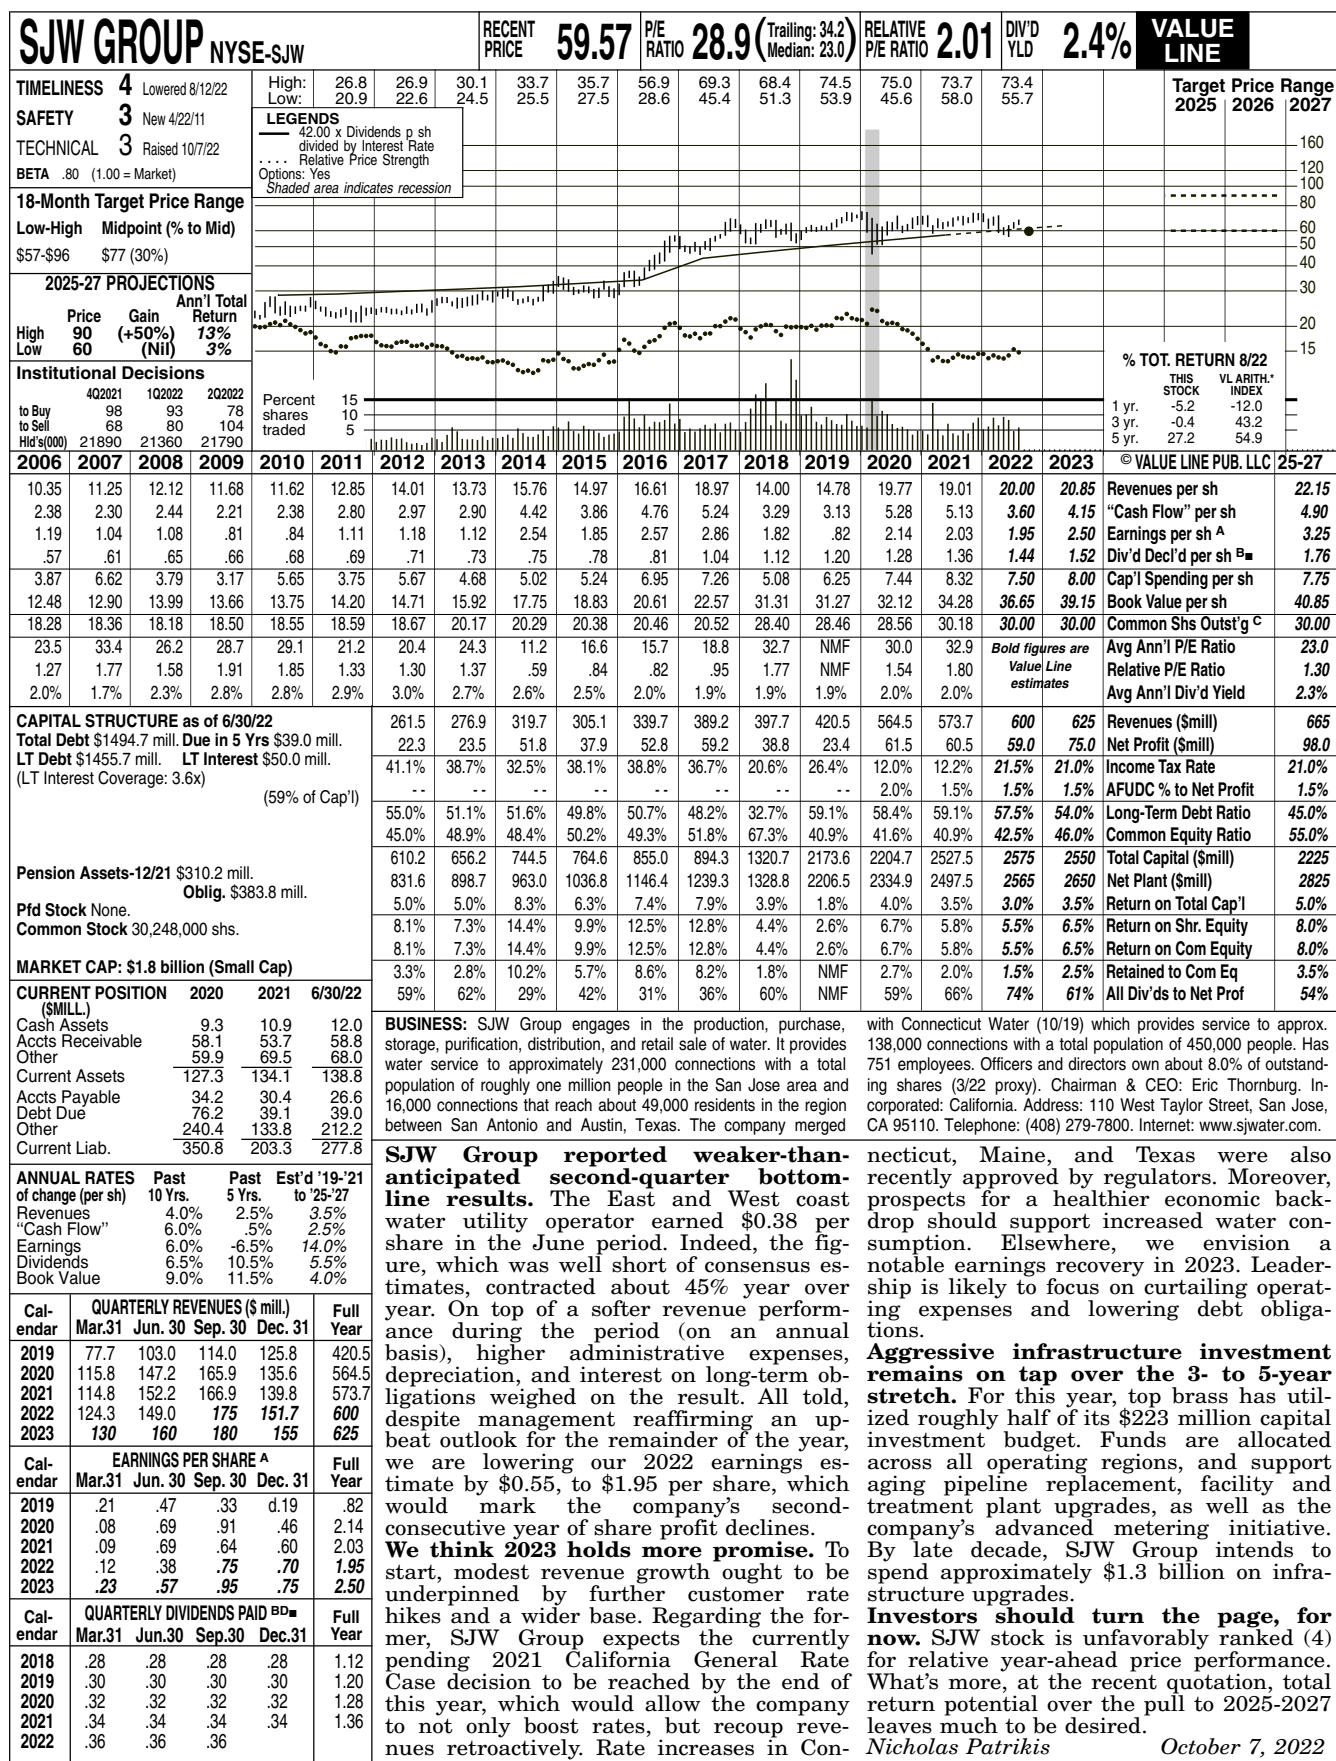 SJW GROUP NYSE-SJW
RECENT PRICE 59.57 P/E RATIO 28.9 (Trailing: 34.2 Median: 23.0) RELATIVE P/E RATIO 2.01 DIV'D YLD 2.4% VALUE LINE
TIMELINESS 4 Lowered 8/12/22
SAFETY 3 New 4/22/11
TECHNICAL 3 Raised 10/7/22
BETA .80 (1.00 = Market)
18-Month Target Price Range
Low-High Midpoint (% to Mid)
$57-$96 $77 (30%)
2025-27 PROJECTIONS
Ann'l Total
Price Gain Return
High 90 (+50%) 13%
Low 60 (Nil) 3%
Institutional Decisions
4Q2021 1Q2022 2Q2022
to Buy 98 93 78
to Sell 68 80 104
Hld's(000) 21890 21360 21790
High: 26.8 26.9 30.1 33.7 35.7 56.9 69.3 68.4 74.5 75.0 73.7 73.4
Low: 20.9 22.6 24.5 25.5 27.5 28.6 45.4 51.3 53.9 45.6 58.0 55.7
LEGENDS
42.00 x Dividends p sh
divided by Interest Rate
. . . . Relative Price Strength
Options: Yes
Shaded area indicates recession
Target Price Range
2025 2026 2027
160
120
100
80
60
50
40
30
20
15
Percent shares traded
15
10
5
% TOT. RETURN 8/22
THIS STOCK VL ARITH.* INDEX
1 yr. -5.2 -12.0
3 yr. -0.4 43.2
5 yr. 27.2 54.9
2006 2007 2008 2009 2010 2011 2012 2013 2014 2015 2016 2017 2018 2019 2020 2021 2022 2023 © VALUE LINE PUB. LLC 25-27
10.35 11.25 12.12 11.68 11.62 12.85 14.01 13.73 15.76 14.97 16.61 18.97 14.00 14.78 19.77 19.01 20.00 20.85 Revenues per sh 22.15
2.38 2.30 2.44 2.21 2.38 2.80 2.97 2.90 4.42 3.86 4.76 5.24 3.29 3.13 5.28 5.13 3.60 4.15 "Cash Flow" per sh 4.90
1.19 1.04 1.08 .81 .84 1.11 1.18 1.12 2.54 1.85 2.57 2.86 1.82 .82 2.14 2.03 1.95 2.50 Earnings per sh A 3.25
.57 .61 .65 .66 .68 .69 .71 .73 .75 .78 .81 1.04 1.12 1.20 1.28 1.36 1.44 1.52 Div'd Decl'd per sh B■ 1.76
3.87 6.62 3.79 3.17 5.65 3.75 5.67 4.68 5.02 5.24 6.95 7.26 5.08 6.25 7.44 8.32 7.50 8.00 Cap'l Spending per sh 7.75
12.48 12.90 13.99 13.66 13.75 14.20 14.71 15.92 17.75 18.83 20.61 22.57 31.31 31.27 32.12 34.28 36.65 39.15 Book Value per sh 40.85
18.28 18.36 18.18 18.50 18.55 18.59 18.67 20.17 20.29 20.38 20.46 20.52 28.40 28.46 28.56 30.18 30.00 30.00 Common Shs Outst'g C 30.00
23.5 33.4 26.2 28.7 29.1 21.2 20.4 24.3 11.2 16.6 15.7 18.8 32.7 NMF 30.0 32.9 Bold figures are Avg Ann'l P/E Ratio 23.0
1.27 1.77 1.58 1.91 1.85 1.33 1.30 1.37 .59 .84 .82 .95 1.77 NMF 1.54 1.80 Value Line Relative P/E Ratio 1.30
2.0% 1.7% 2.3% 2.8% 2.8% 2.9% 3.0% 2.7% 2.6% 2.5% 2.0% 1.9% 1.9% 1.9% 2.0% 2.0% estimates Avg Ann'l Div'd Yield 2.3%
261.5 276.9 319.7 305.1 339.7 389.2 397.7 420.5 564.5 573.7 600 625 Revenues ($mill) 665
22.3 23.5 51.8 37.9 52.8 59.2 38.8 23.4 61.5 60.5 59.0 75.0 Net Profit ($mill) 98.0
41.1% 38.7% 32.5% 38.1% 38.8% 36.7% 20.6% 26.4% 12.0% 12.2% 21.5% 21.0% Income Tax Rate 21.0%
- - - - - - - - - - - - - - - - 2.0% 1.5% 1.5% 1.5% AFUDC % to Net Profit 1.5%
55.0% 51.1% 51.6% 49.8% 50.7% 48.2% 32.7% 59.1% 58.4% 59.1% 57.5% 54.0% Long-Term Debt Ratio 45.0%
45.0% 48.9% 48.4% 50.2% 49.3% 51.8% 67.3% 40.9% 41.6% 40.9% 42.5% 46.0% Common Equity Ratio 55.0%
610.2 656.2 744.5 764.6 855.0 894.3 1320.7 2173.6 2204.7 2527.5 2575 2550 Total Capital ($mill) 2225
831.6 898.7 963.0 1036.8 1146.4 1239.3 1328.8 2206.5 2334.9 2497.5 2565 2650 Net Plant ($mill) 2825
5.0% 5.0% 8.3% 6.3% 7.4% 7.9% 3.9% 1.8% 4.0% 3.5% 3.0% 3.5% Return on Total Cap'l 5.0%
8.1% 7.3% 14.4% 9.9% 12.5% 12.8% 4.4% 2.6% 6.7% 5.8% 5.5% 6.5% Return on Shr. Equity 8.0%
8.1% 7.3% 14.4% 9.9% 12.5% 12.8% 4.4% 2.6% 6.7% 5.8% 5.5% 6.5% Return on Com Equity 8.0%
3.3% 2.8% 10.2% 5.7% 8.6% 8.2% 1.8% NMF 2.7% 2.0% 1.5% 2.5% Retained to Com Eq 3.5%
59% 62% 29% 42% 31% 36% 60% NMF 59% 66% 74% 61% All Div'ds to Net Prof 54%
CAPITAL STRUCTURE as of 6/30/22
Total Debt $1494.7 mill. Due in 5 Yrs $39.0 mill.
LT Debt $1455.7 mill. LT Interest $50.0 mill.
(LT Interest Coverage: 3.6x)
(59% of Cap'l)
Pension Assets-12/21 $310.2 mill.
Oblig. $383.8 mill.
Pfd Stock None.
Common Stock 30,248,000 shs.
MARKET CAP: $1.8 billion (Small Cap)
CURRENT POSITION 2020 2021 6/30/22
($MILL.)
Cash Assets 9.3 10.9 12.0
Accts Receivable 58.1 53.7 58.8
Other 59.9 69.5 68.0
Current Assets 127.3 134.1 138.8
Accts Payable 34.2 30.4 26.6
Debt Due 76.2 39.1 39.0
Other 240.4 133.8 212.2
Current Liab. 350.8 203.3 277.8
ANNUAL RATES Past Past Est'd '19-'21
of change (per sh) 10 Yrs. 5 Yrs. to '25-'27
Revenues 4.0% 2.5% 3.5%
"Cash Flow" 6.0% .5% 2.5%
Earnings 6.0% -6.5% 14.0%
Dividends 6.5% 10.5% 5.5%
Book Value 9.0% 11.5% 4.0%
Cal- QUARTERLY REVENUES ($ mill.) Full
endar Mar.31 Jun. 30 Sep. 30 Dec. 31 Year
2019 77.7 103.0 114.0 125.8 420.5
2020 115.8 147.2 165.9 135.6 564.5
2021 114.8 152.2 166.9 139.8 573.7
2022 124.3 149.0 175 151.7 600
2023 130 160 180 155 625
Cal- EARNINGS PER SHARE A Full
endar Mar.31 Jun. 30 Sep. 30 Dec. 31 Year
2019 .21 .47 .33 d.19 .82
2020 .08 .69 .91 .46 2.14
2021 .09 .69 .64 .60 2.03
2022 .12 .38 .75 .70 1.95
2023 .23 .57 .95 .75 2.50
Cal- QUARTERLY DIVIDENDS PAID BD■ Full
endar Mar.31 Jun.30 Sep.30 Dec.31 Year
2018 .28 .28 .28 .28 1.12
2019 .30 .30 .30 .30 1.20
2020 .32 .32 .32 .32 1.28
2021 .34 .34 .34 .34 1.36
2022 .36 .36 .36
BUSINESS: SJW Group engages in the production, purchase,
storage, purification, distribution, and retail sale of water. It provides
water service to approximately 231,000 connections with a total
population of roughly one million people in the San Jose area and
16,000 connections that reach about 49,000 residents in the region
between San Antonio and Austin, Texas. The company merged
with Connecticut Water (10/19) which provides service to approx.
138,000 connections with a total population of 450,000 people. Has
751 employees. Officers and directors own about 8.0% of outstand-
ing shares (3/22 proxy). Chairman & CEO: Eric Thornburg. In-
corporated: California. Address: 110 West Taylor Street, San Jose,
CA 95110. Telephone: (408) 279-7800. Internet: www.sjwater.com.
SJW Group reported weaker-than-
anticipated second-quarter bottom-
line results. The East and West coast
water utility operator earned $0.38 per
share in the June period. Indeed, the fig-
ure, which was well short of consensus es-
timates, contracted about 45% year over
year. On top of a softer revenue perform-
ance during the period (on an annual
basis), higher administrative expenses,
depreciation, and interest on long-term ob-
ligations weighed on the result. All told,
despite management reaffirming an up-
beat outlook for the remainder of the year,
we are lowering our 2022 earnings es-
timate by $0.55, to $1.95 per share, which
would mark the company's second-
consecutive year of share profit declines.
We think 2023 holds more promise. To
start, modest revenue growth ought to be
underpinned by further customer rate
hikes and a wider base. Regarding the for-
mer, SJW Group expects the currently
pending 2021 California General Rate
Case decision to be reached by the end of
this year, which would allow the company
to not only boost rates, but recoup reve-
nues retroactively. Rate increases in Con-
necticut, Maine, and Texas were also
recently approved by regulators. Moreover,
prospects for a healthier economic back-
drop should support increased water con-
sumption. Elsewhere, we envision a
notable earnings recovery in 2023. Leader-
ship is likely to focus on curtailing operat-
ing expenses and lowering debt obliga-
tions.
Aggressive infrastructure investment
remains on tap over the 3- to 5-year
stretch. For this year, top brass has util-
ized roughly half of its $223 million capital
investment budget. Funds are allocated
across all operating regions, and support
aging pipeline replacement, facility and
treatment plant upgrades, as well as the
company's advanced metering initiative.
By late decade, SJW Group intends to
spend approximately $1.3 billion on infra-
structure upgrades.
Investors should turn the page, for
now. SJW stock is unfavorably ranked (4)
for relative year-ahead price performance.
What's more, at the recent quotation, total
return potential over the pull to 2025-2027
leaves much to be desired.
Nicholas Patrikis October 7, 2022